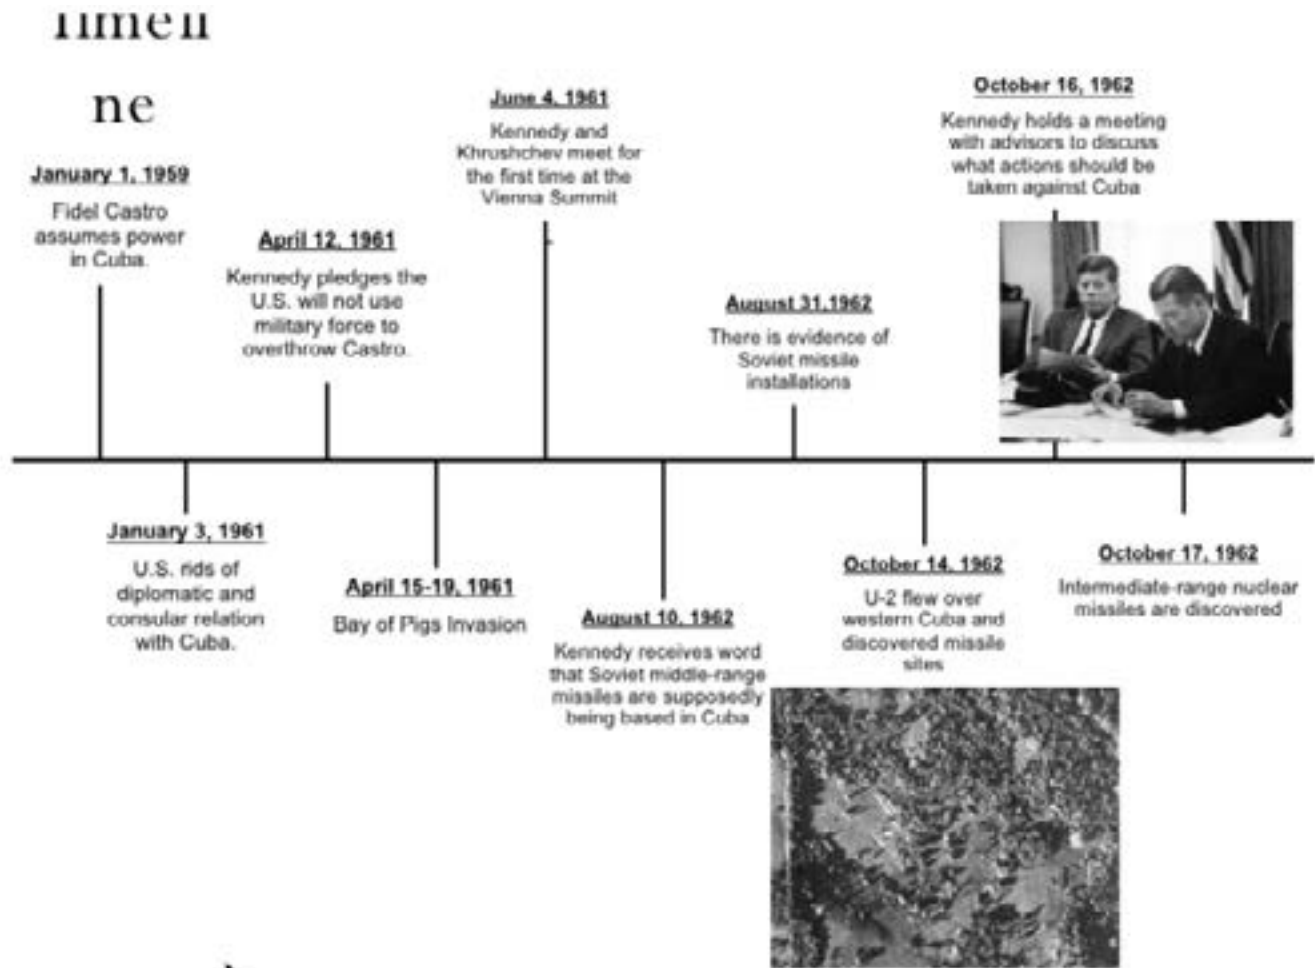 ne
January 1, 1959
Fidel Castro
assumes power
in Cuba.
January 3, 1961
U.S. rids of
diplomatic and
consular relation
with Cuba.
April 12, 1961
Kennedy pledges the
U.S. will not use
military force to
overthrow Castro.
April 15-19, 1961
Bay of Pigs Invasion
June 4, 1961
Kennedy and
Khrushchev meet for
the first time at the
Vienna Summit
August 10, 1962
Kennedy receives word
that Soviet middle-range
missiles are supposedly
being based in Cuba
August 31,1962
There is evidence of
Soviet missile
installations
October 14, 1962
U-2 flew over
western Cuba and
discovered missile
sites
October 16, 1962
Kennedy holds a meeting
with advisors to discuss
what actions should be
taken against Cuba
October 17, 1962
Intermediate-range nuclear
missiles are discovered